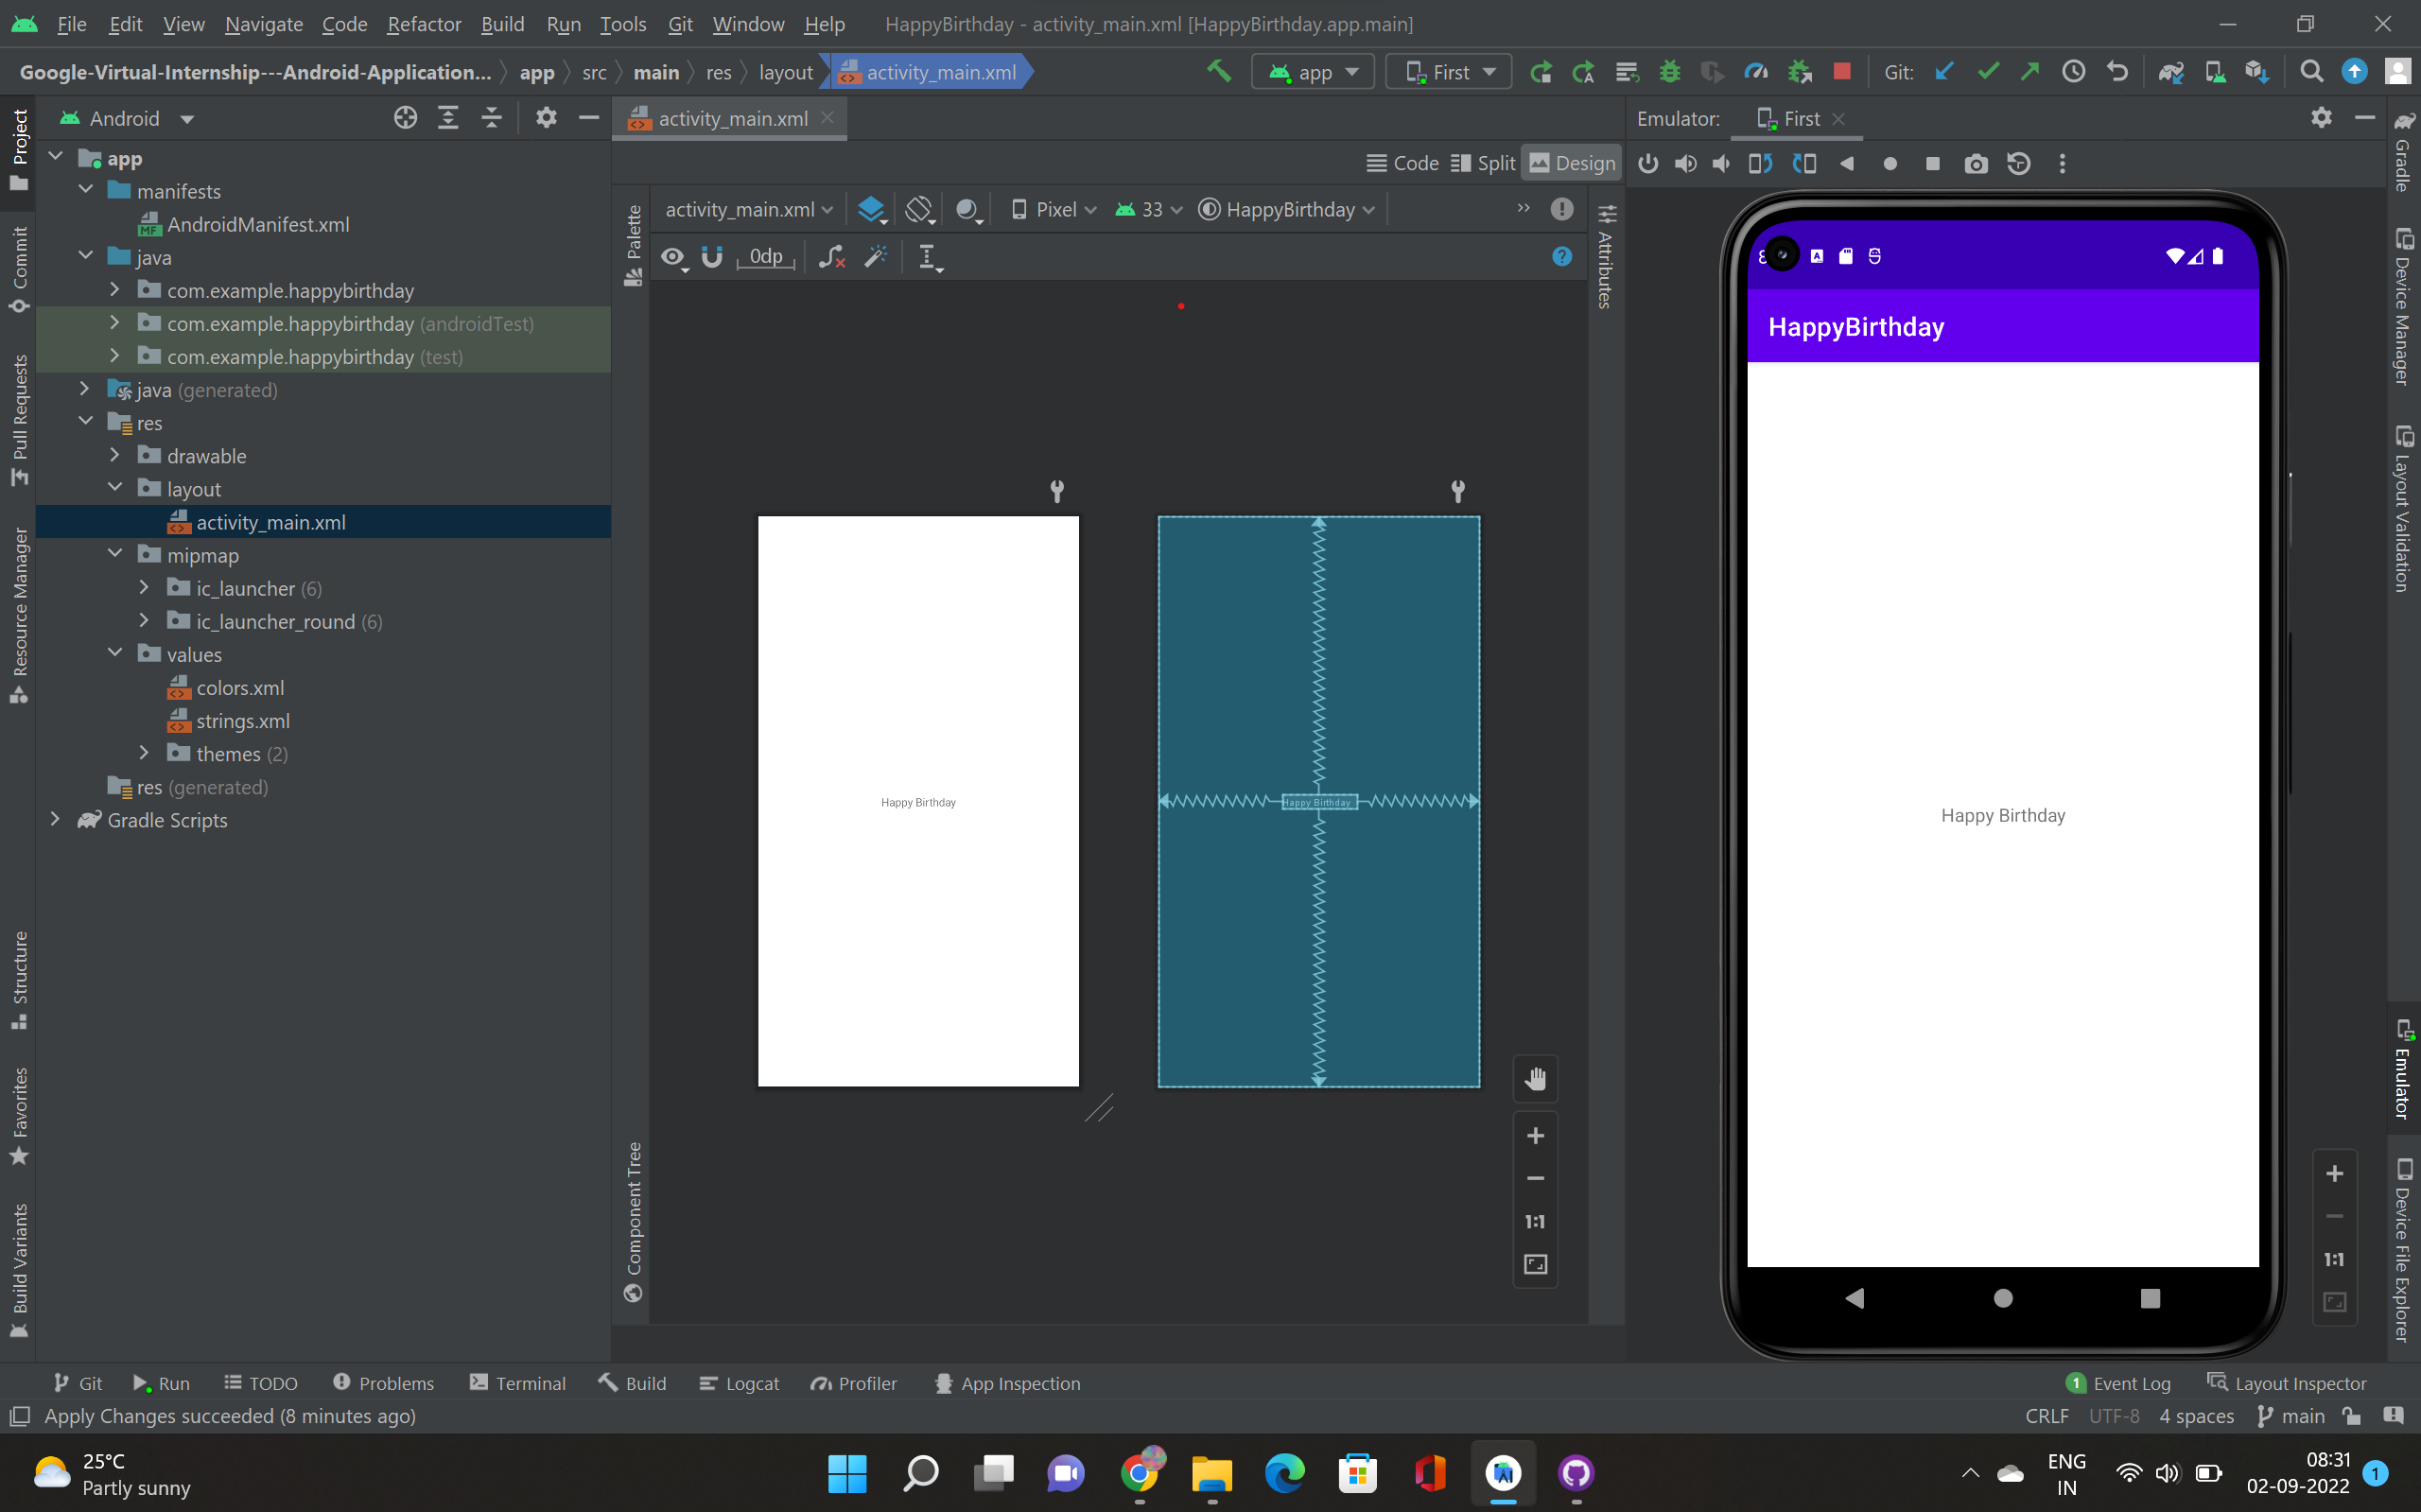 File Edit View Navigate Code Refactor Build Run Tools Git Window Help HappyBirthday - activity_main.xml [HappyBirthday.app.main]
Google-Virtual-Internship---Android-Application... app src main res layout activity_main.xml app First Git:
Android
activity_main.xml
Emulator: First
Code Split Design
activity_main.xml Pixel 33 HappyBirthday
0dp
Project
Commit
Pull Requests
Resource Manager
Structure
Favorites
Build Variants
app
manifests
AndroidManifest.xml
MF
java
com.example.happybirthday
com.example.happybirthday (androidTest)
com.example.happybirthday (test)
java (generated)
res
drawable
layout
activity_main.xml
mipmap
ic_launcher (6)
ic_launcher_round (6)
values
colors.xml
strings.xml
themes (2)
res (generated)
Gradle Scripts
Palette
Component Tree
Attributes
Happy Birthday
Happy Birthday
1:1
HappyBirthday
Happy Birthday
1:1
Gradle
Device Manager
Layout Validation
Emulator
Device File Explorer
Git Run TODO Problems Terminal Build Logcat Profiler App Inspection 1 Event Log Layout Inspector
Apply Changes succeeded (8 minutes ago) CRLF UTF-8 4 spaces main
25°C
Partly sunny
ENG
IN
08:31
02-09-2022
1